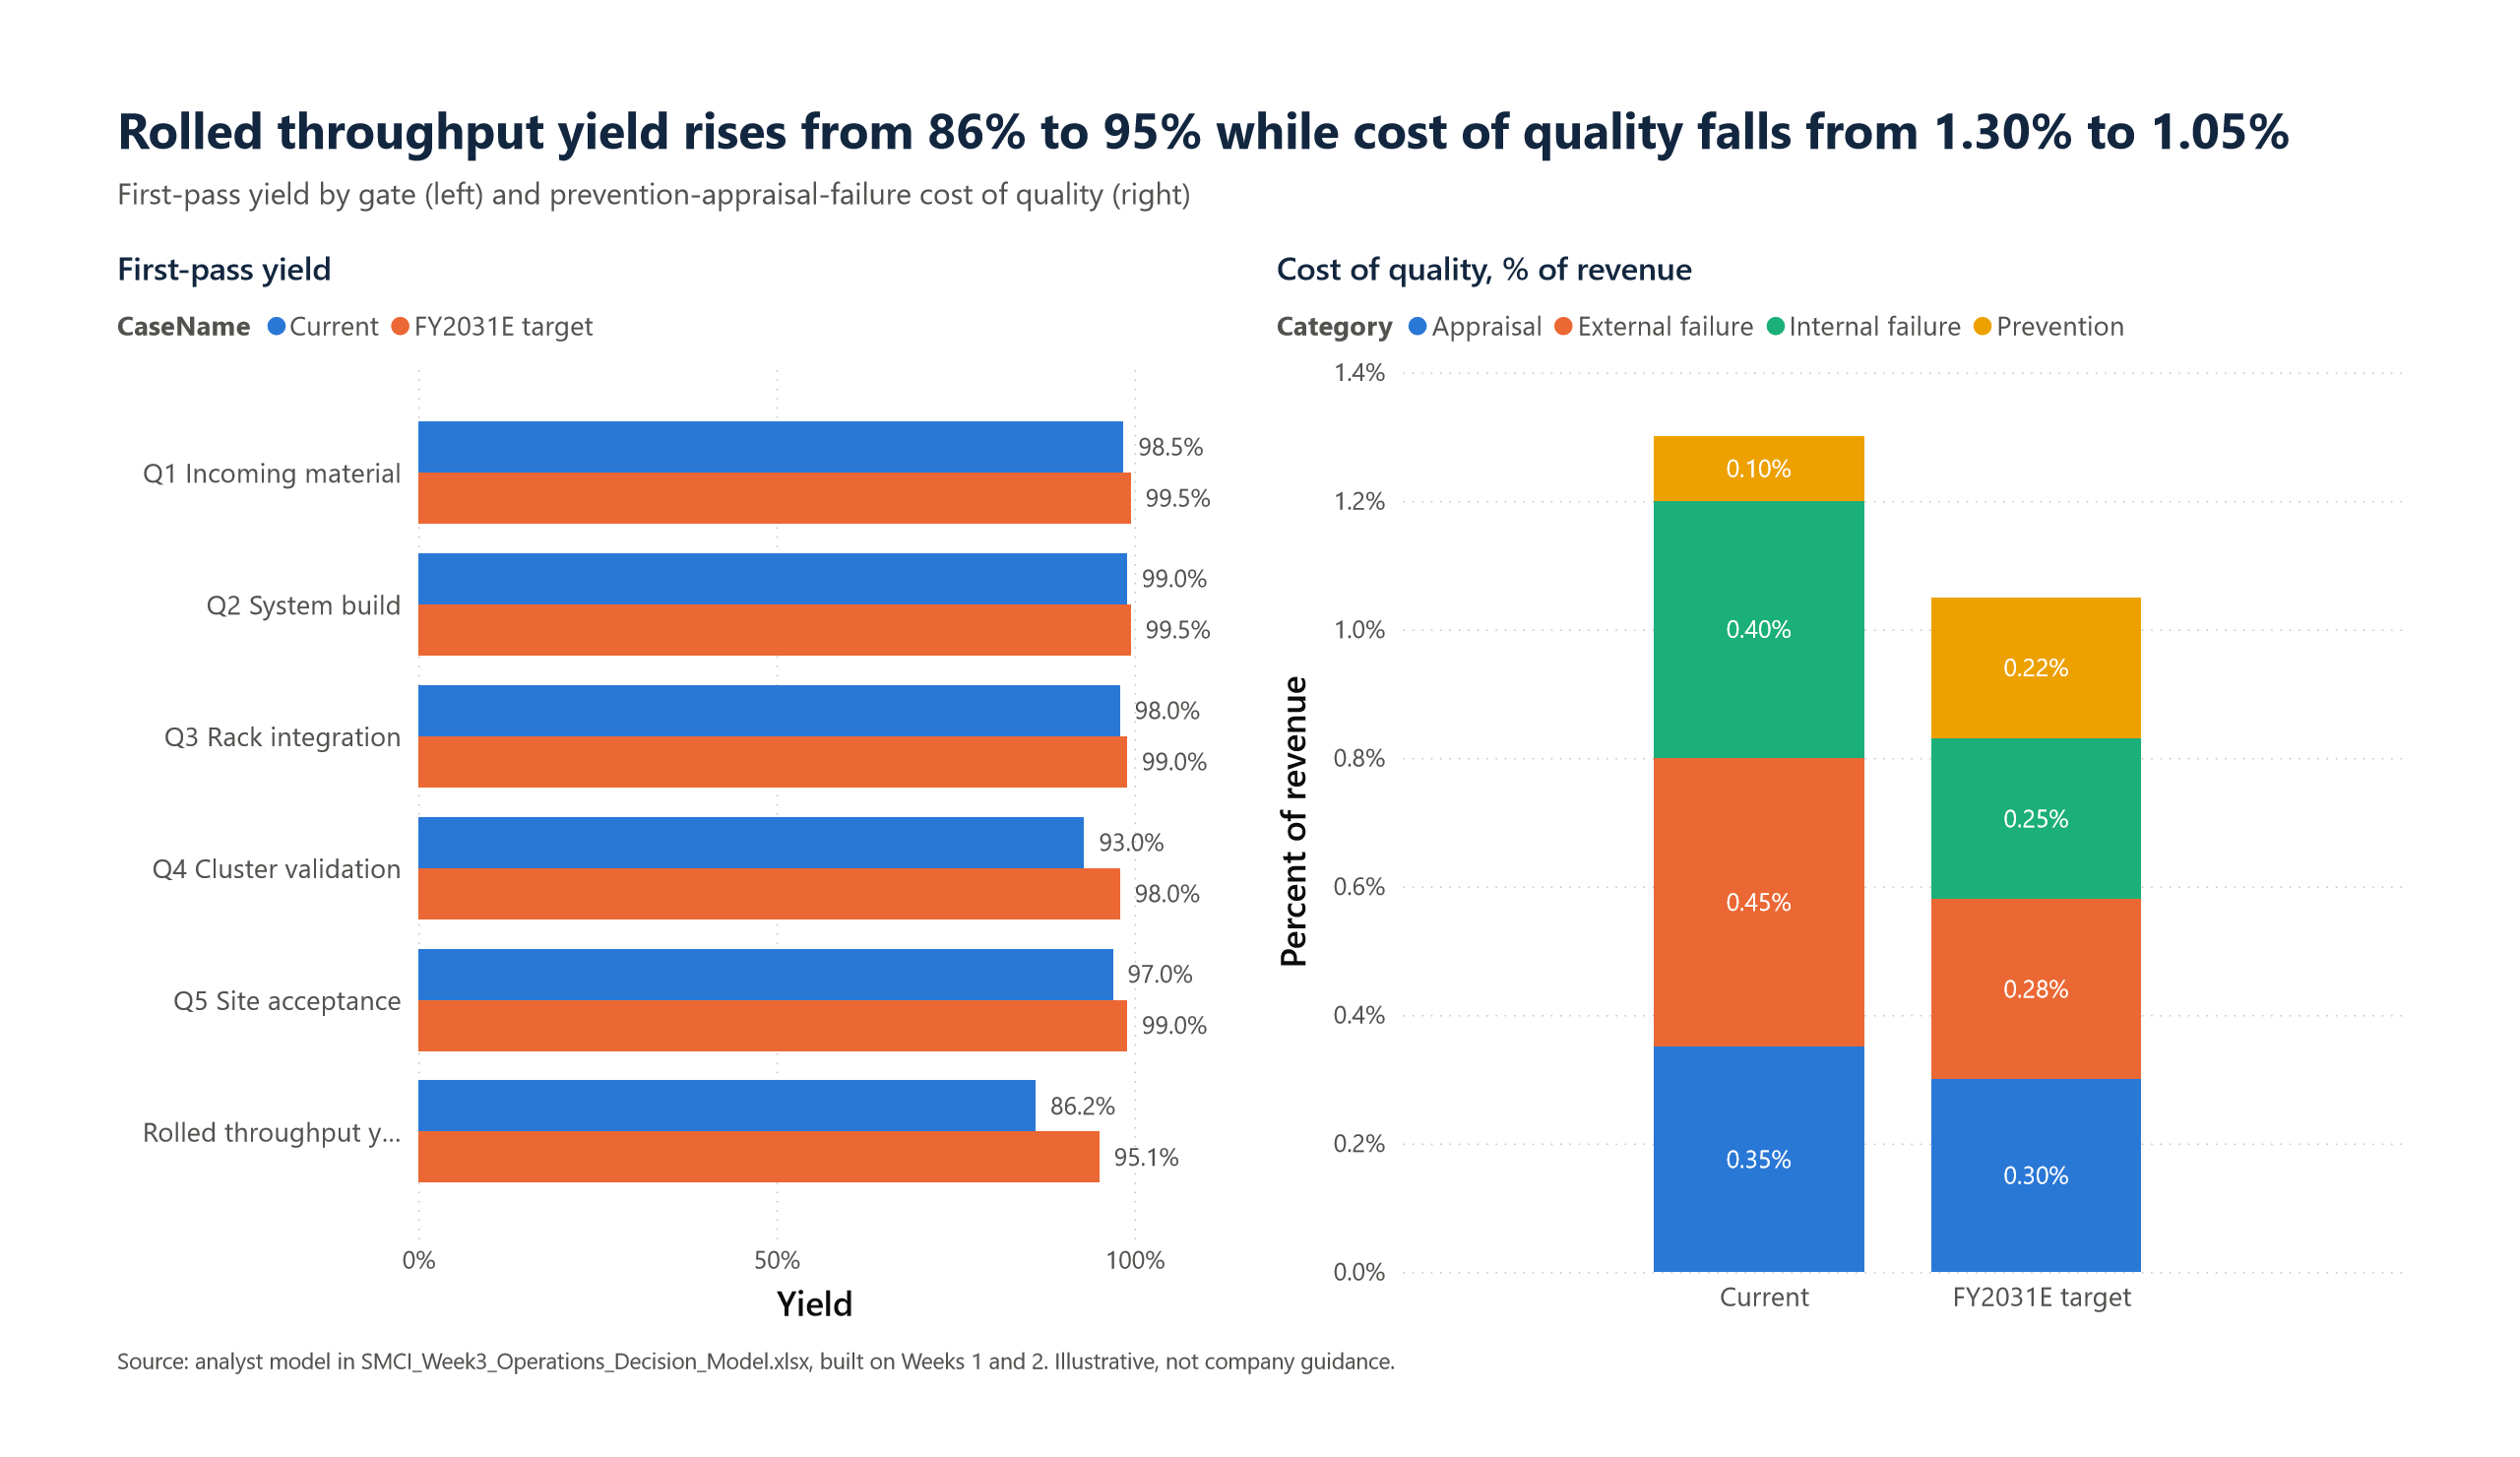 Rolled throughput yield rises from 86% to 95% while cost of quality falls from 1.30% to 1.05%
First-pass yield by gate (left) and prevention-appraisal-failure cost of quality (right)
First-pass yield
CaseName Current FY2031E target
Q1 Incoming material
98.5%
99.5%
Q2 System build
99.0%
99.5%
Q3 Rack integration
98.0%
99.0%
Q4 Cluster validation
93.0%
98.0%
Q5 Site acceptance
97.0%
99.0%
Rolled throughput y...
86.2%
95.1%
0% 50% 100%
Yield
Cost of quality, % of revenue
Category Appraisal External failure Internal failure Prevention
Percent of revenue
1.4%
1.2%
1.0%
0.8%
0.6%
0.4%
0.2%
0.0%
0.10%
0.40%
0.45%
0.35%
0.22%
0.25%
0.28%
0.30%
Current FY2031E target
Source: analyst model in SMCI_Week3_Operations_Decision_Model.xlsx, built on Weeks 1 and 2. Illustrative, not company guidance.